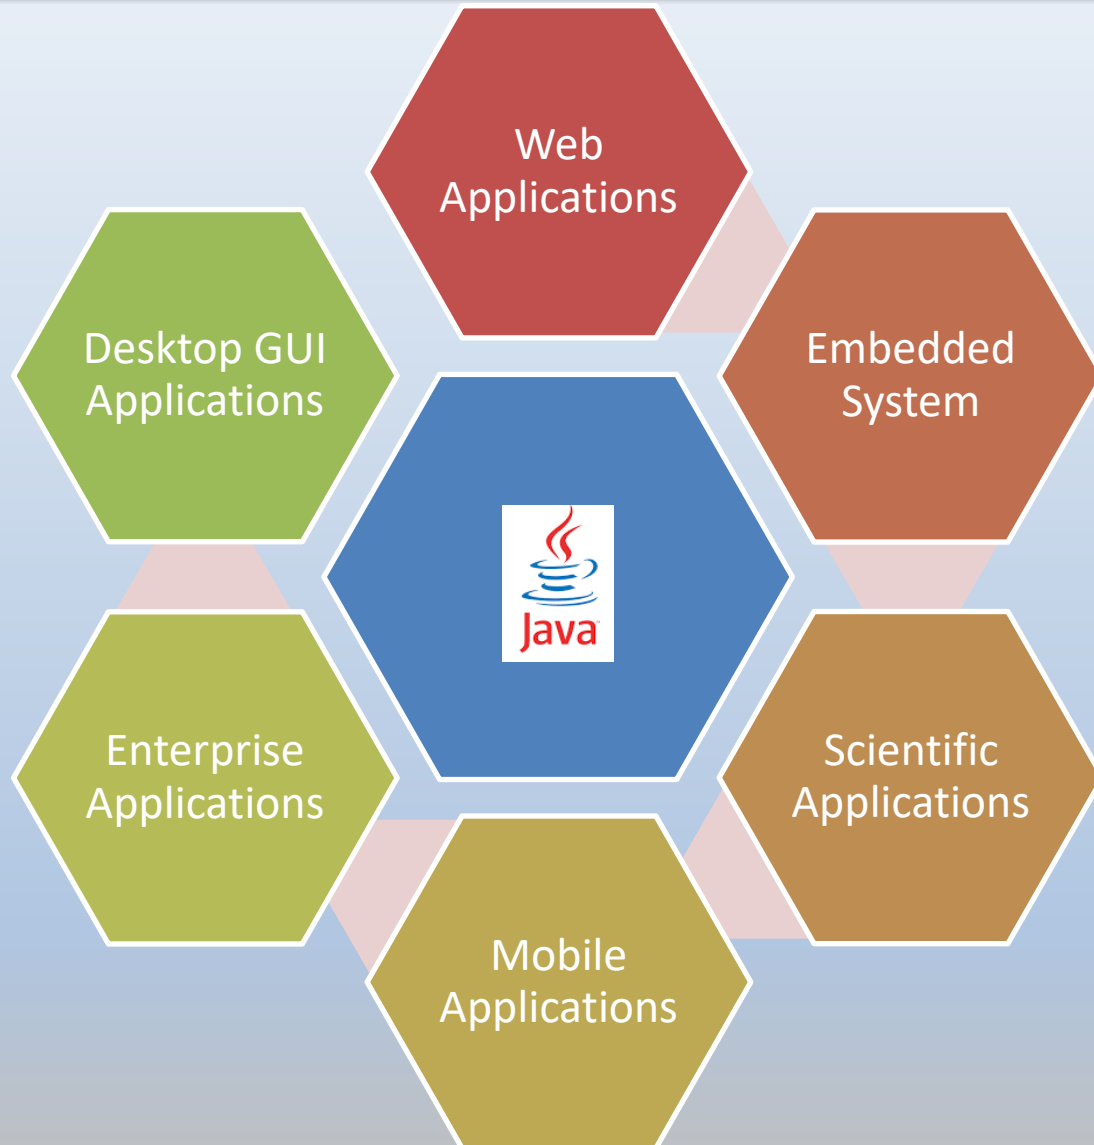 Web
Applications
Desktop GUI
Applications
Embedded
System
Java
Enterprise
Applications
Scientific
Applications
Mobile
Applications